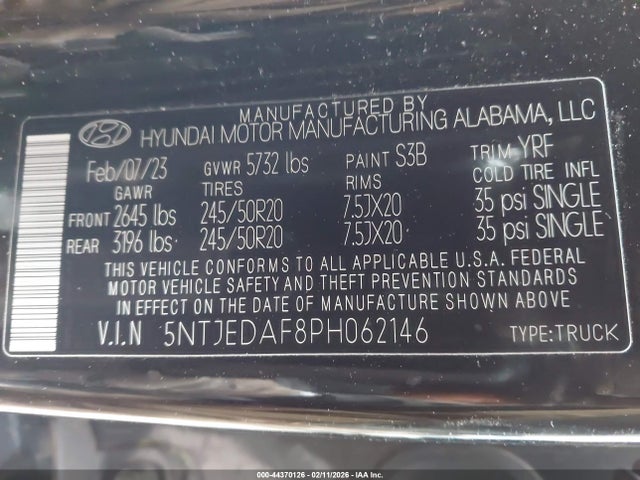 MANUFACTURED BY
HYUNDAI MOTOR MANUFACTURING ALABAMA, LLC
Feb/07/23 GVWR 5732 lbs PAINT S3B TRIM YRF
GAWR TIRES RIMS COLD TIRE INFL
FRONT 2645 lbs 245/50R20 7.5JX20 35 psi SINGLE
REAR 3196 lbs 245/50R20 7.5JX20 35 psi SINGLE
THIS VEHICLE CONFORMS TO ALL APPLICABLE U.S.A. FEDERAL
MOTOR VEHICLE SAFETY AND THEFT PREVENTION STANDARDS
IN EFFECT ON THE DATE OF MANUFACTURE SHOWN ABOVE
V.I.N 5NTJEDAF8PH062146 TYPE:TRUCK
000-44370126 - 02/11/2026 - IAA Inc.